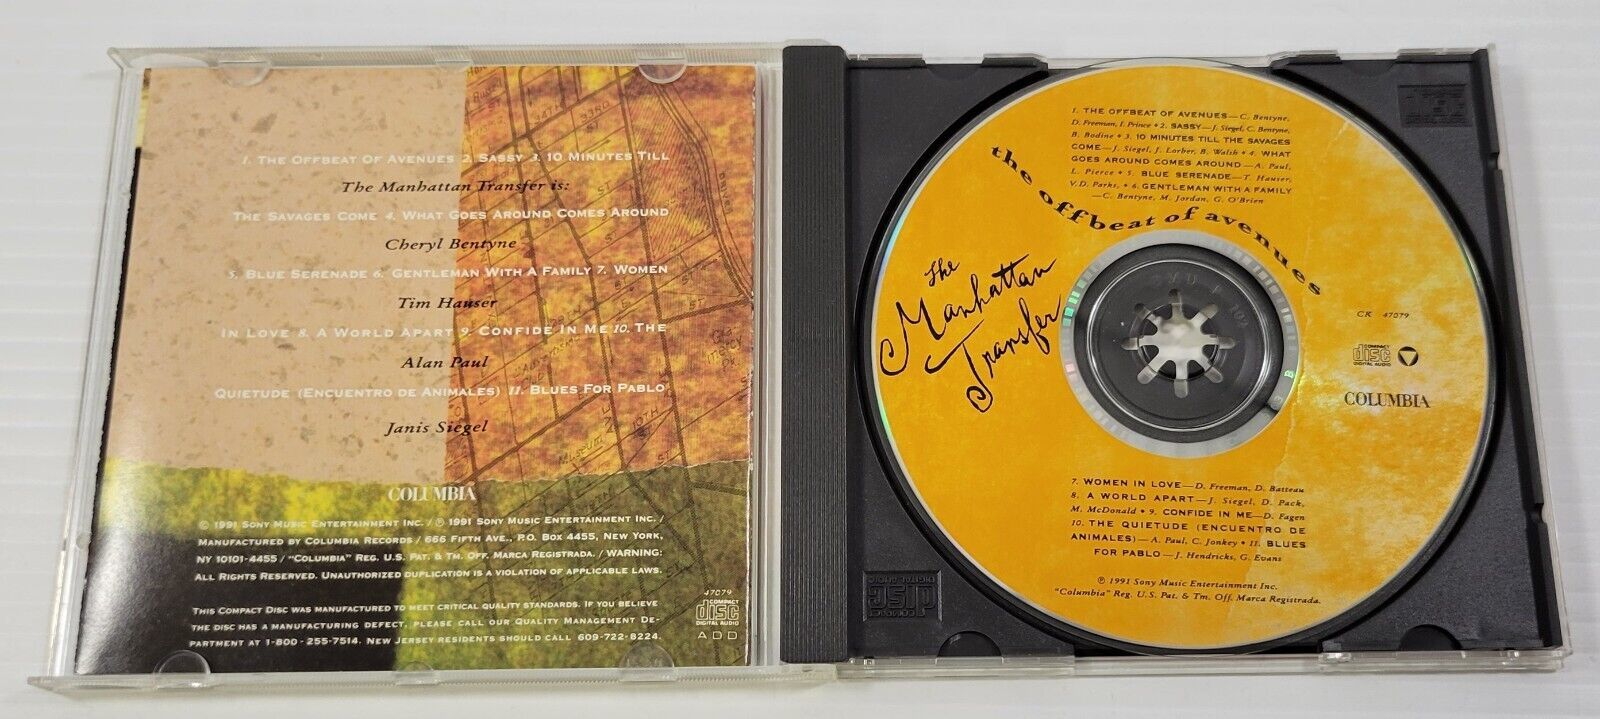 1. The Offbeat Of Avenues 2. Sassy 3. 10 Minutes Till
The Manhattan Transfer is:
The Savages Come 4. What Goes Around Comes Around
Cheryl Bentyne
5. Blue Serenade 6. Gentleman With A Family 7. Women
Tim Hauser
In Love 8. A World Apart 9. Confide In Me 10. The
Alan Paul
Quietude (Encuentro de Animales) 11. Blues For Pablo
Janis Siegel
34TH
33RD
10TH
Museum
COLUMBIA
© 1991 Sony Music Entertainment Inc. / ℗ 1991 Sony Music Entertainment Inc. /
Manufactured by Columbia Records / 666 Fifth Ave., P.O. Box 4455, New York,
NY 10101-4455 / "Columbia" Reg. U.S. Pat. & Tm. Off. Marca Registrada. / WARNING:
All Rights Reserved. Unauthorized duplication is a violation of applicable laws.
47079
COMPACT
disc
DIGITAL AUDIO
ADD
This Compact Disc was manufactured to meet critical quality standards. If you believe
the disc has a manufacturing defect, please call our Quality Management De-
partment at 1-800-255-7514. New Jersey residents should call 609-722-8224.
1. THE OFFBEAT OF AVENUES—C. Bentyne,
D. Freeman, I. Prince • 2. SASSY—J. Siegel, C. Bentyne,
B. Bodine • 3. 10 MINUTES TILL THE SAVAGES
COME—J. Siegel, J. Lorber, B. Walsh • 4. WHAT
GOES AROUND COMES AROUND—A. Paul,
L. Pierce • 5. BLUE SERENADE—T. Hauser,
V.D. Parks, • 6. GENTLEMAN WITH A FAMILY
—C. Bentyne, M. Jordan, G. O'Brien
the offbeat of avenues
The
Manhattan
Transfer
CK 47079
COMPACT
disc
DIGITAL AUDIO
COLUMBIA
7. WOMEN IN LOVE—D. Freeman, D. Batteau
8. A WORLD APART—J. Siegel, D. Pack,
M. McDonald • 9. CONFIDE IN ME—D. Fagen
10. THE QUIETUDE (ENCUENTRO DE
ANIMALES)—A. Paul, C. Jonkey • 11. BLUES
FOR PABLO—J. Hendricks, G. Evans
℗ 1991 Sony Music Entertainment Inc.
"Columbia" Reg. U.S. Pat. & Tm. Off. Marca Registrada.
COMPACT
disc
DIGITAL AUDIO